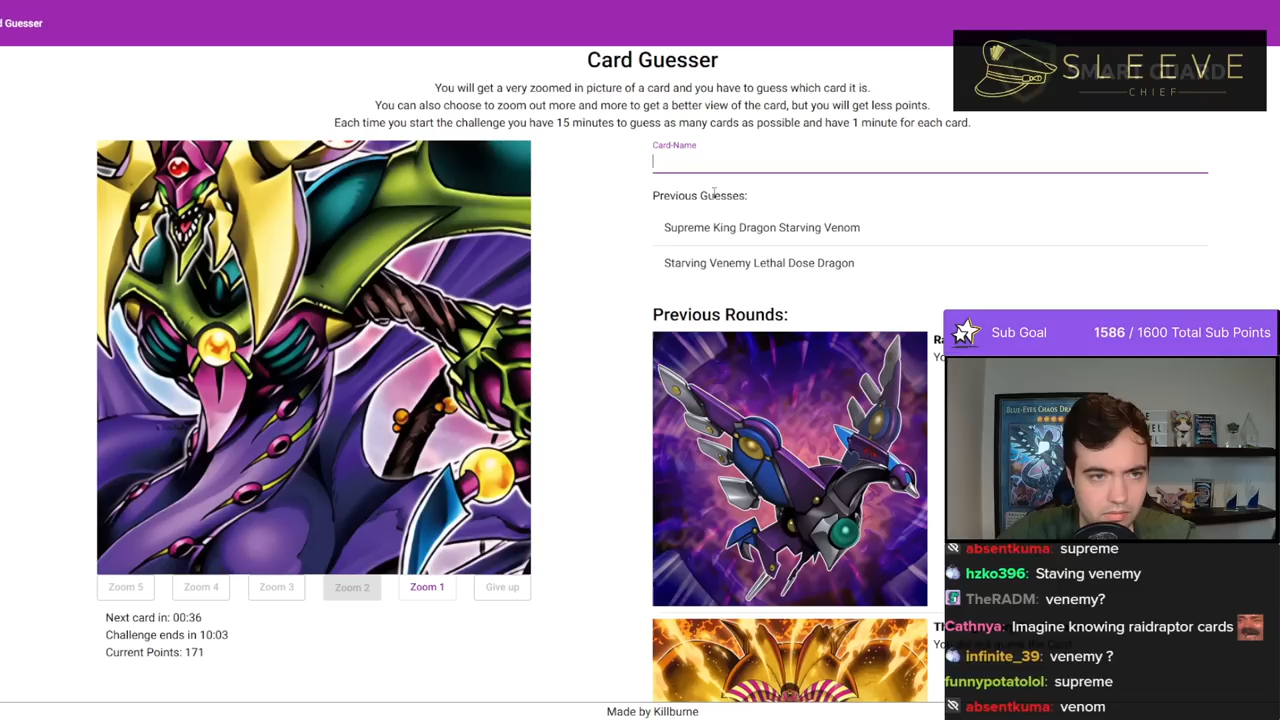 d Guesser
SLEEVE
CHIEF
Card Guesser
You will get a very zoomed in picture of a card and you have to guess which card it is.
You can also choose to zoom out more and more to get a better view of the card, but you will get less points.
Each time you start the challenge you have 15 minutes to guess as many cards as possible and have 1 minute for each card.
Card-Name
Previous Guesses:
Supreme King Dragon Starving Venom
Starving Venemy Lethal Dose Dragon
Previous Rounds:
Zoom 5
Zoom 4
Zoom 3
Zoom 2
Zoom 1
Give up
Next card in: 00:36
Challenge ends in 10:03
Current Points: 171
Sub Goal
1586 / 1600 Total Sub Points
BLUE-EYES CHAOS DRA
absentkuma: supreme
hzko396: Staving venemy
TheRADM: venemy?
Cathnya: Imagine knowing raidraptor cards
infinite_39: venemy ?
funnypotatolol: supreme
absentkuma: venom
Made by Killburne